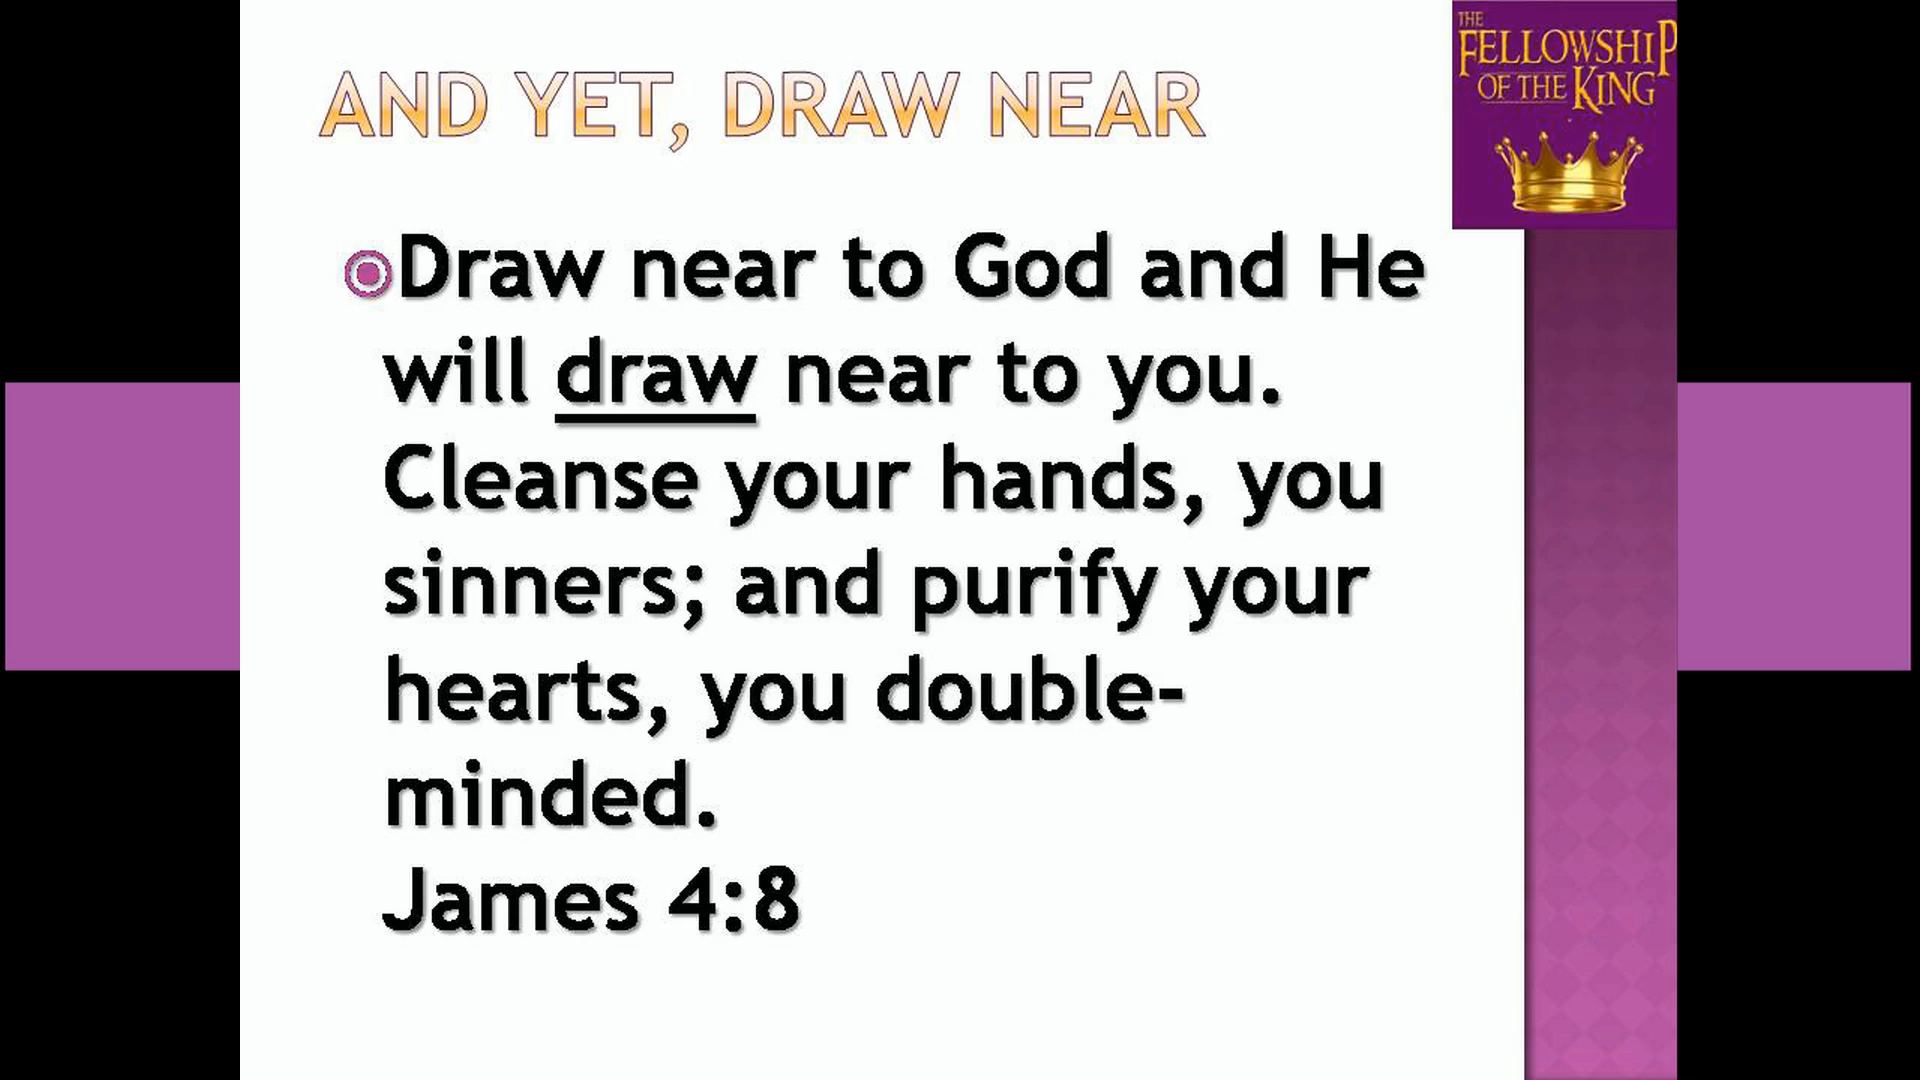 AND YET, DRAW NEAR
THE
FELLOWSHIP
OF THE KING
Draw near to God and He
will draw near to you.
Cleanse your hands, you
sinners; and purify your
hearts, you double-
minded.
James 4:8